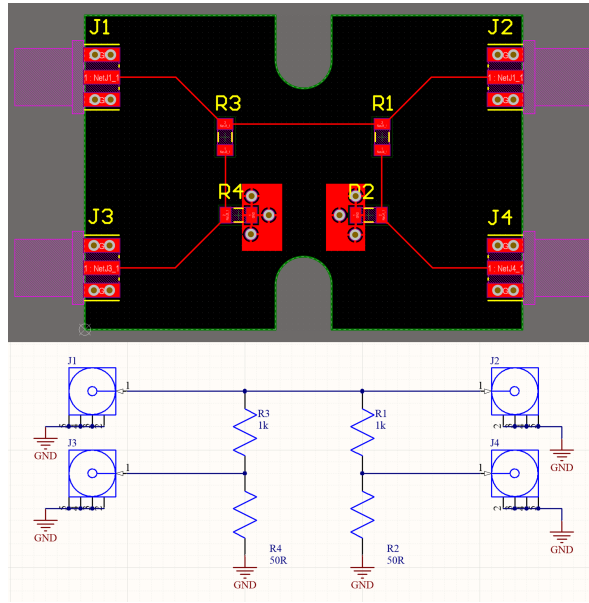 J1
J2
1 : NetJ1_1
1 : NetJ1_1
R3
R1
R4
R2
J3
J4
1 : NetJ3_1
1 : NetJ4_1
J1
J2
1
1
R3
1k
R1
1k
GND
GND
J3
J4
1
1
GND
GND
R4
50R
R2
50R
GND
GND